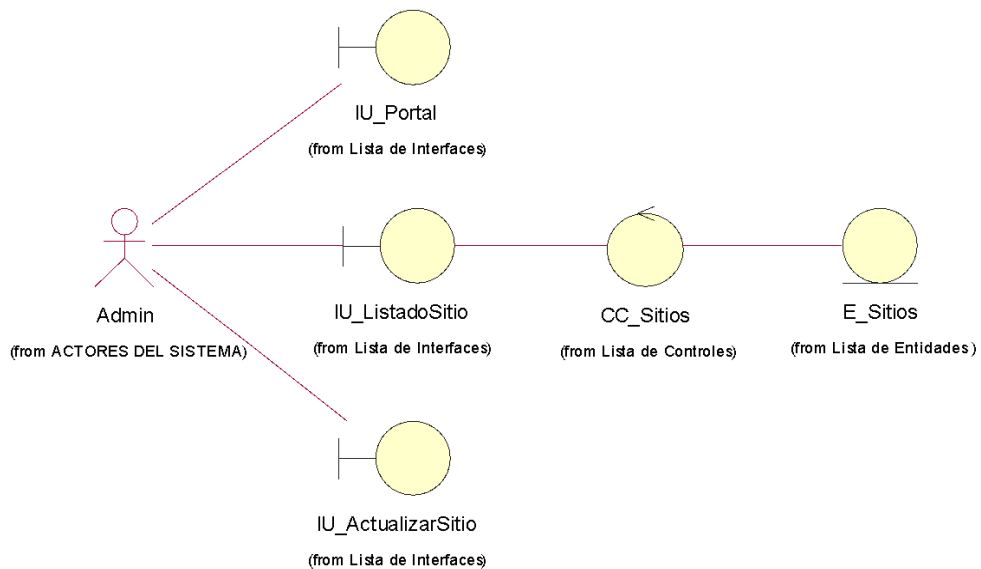 IU_Portal
(from Lista de Interfaces)
Admin
(from ACTORES DEL SISTEMA)
IU_ListadoSitio
(from Lista de Interfaces)
CC_Sitios
(from Lista de Controles)
E_Sitios
(from Lista de Entidades )
IU_ActualizarSitio
(from Lista de Interfaces)